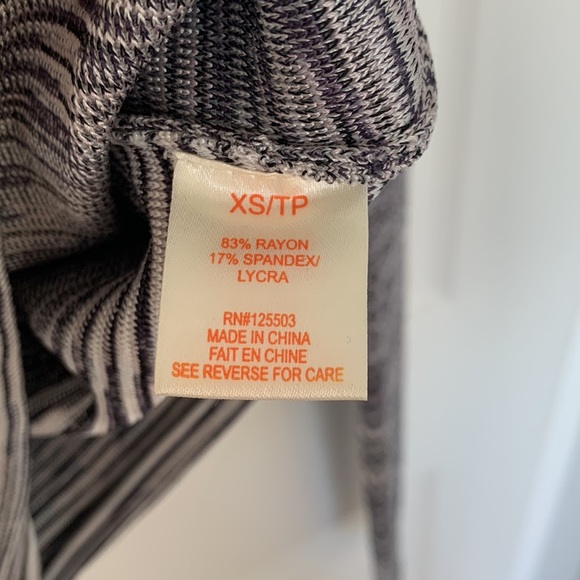 XS/TP
83% RAYON
17% SPANDEX/
LYCRA
RN#125503
MADE IN CHINA
FAIT EN CHINE
SEE REVERSE FOR CARE